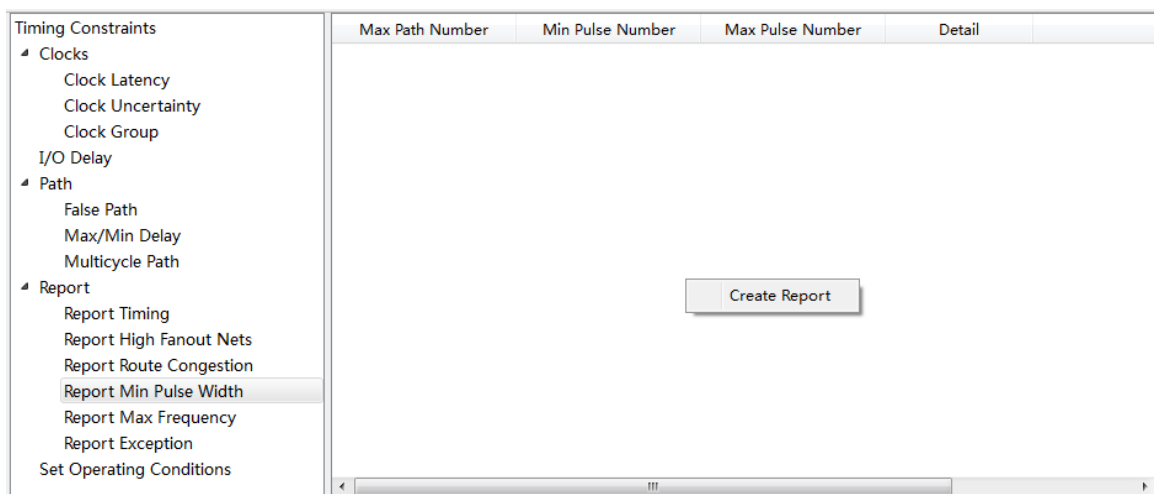 Timing Constraints
Clocks
Clock Latency
Clock Uncertainty
Clock Group
I/O Delay
Path
False Path
Max/Min Delay
Multicycle Path
Report
Report Timing
Report High Fanout Nets
Report Route Congestion
Report Min Pulse Width
Report Max Frequency
Report Exception
Set Operating Conditions
Max Path Number Min Pulse Number Max Pulse Number Detail
Create Report